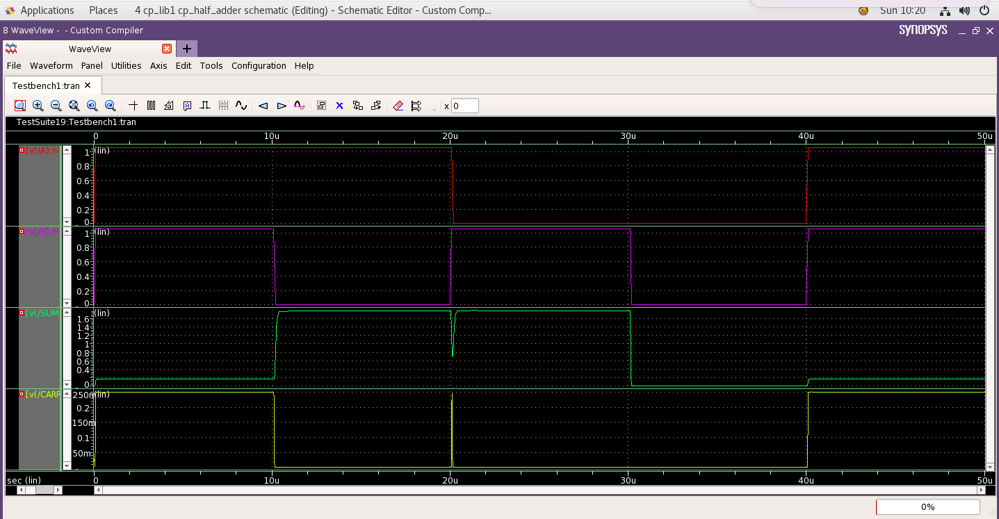 Applications Places 4 cp_lib1 cp_half_adder schematic (Editing) - Schematic Editor - Custom Comp... Sun 10:20
8 WaveView - - Custom Compiler SYNOPSYS
WaveView
File Waveform Panel Utilities Axis Edit Tools Configuration Help
Testbench1:tran
x 0
TestSuite19:Testbench1:tran
0 10u 20u 30u 40u 50u
[v(/A):h
(lin)
1
0.8
0.6
0.4
0.2
0
(lin)
1
0.8
0.6
0.4
0.2
0
[v(/SUM
(lin)
1.6
1.4
1.2
1
0.8
0.6
0.4
0
[v(/CARR
250m
(lin)
0.2
150m
0.1
50m
sec (lin) 0 10u 20u 30u 40u 50u
0%